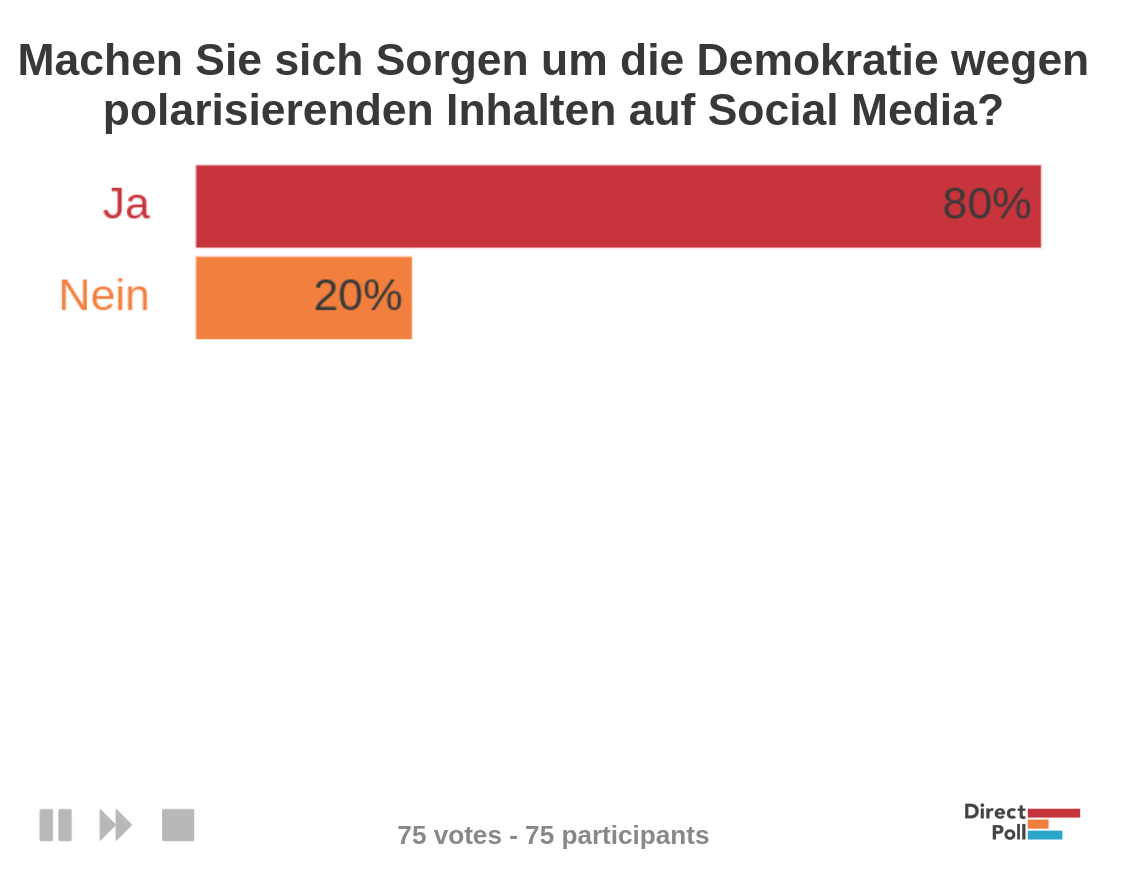 Machen Sie sich Sorgen um die Demokratie wegen
polarisierenden Inhalten auf Social Media?
Ja 80%
Nein 20%
75 votes - 75 participants
Direct
Poll